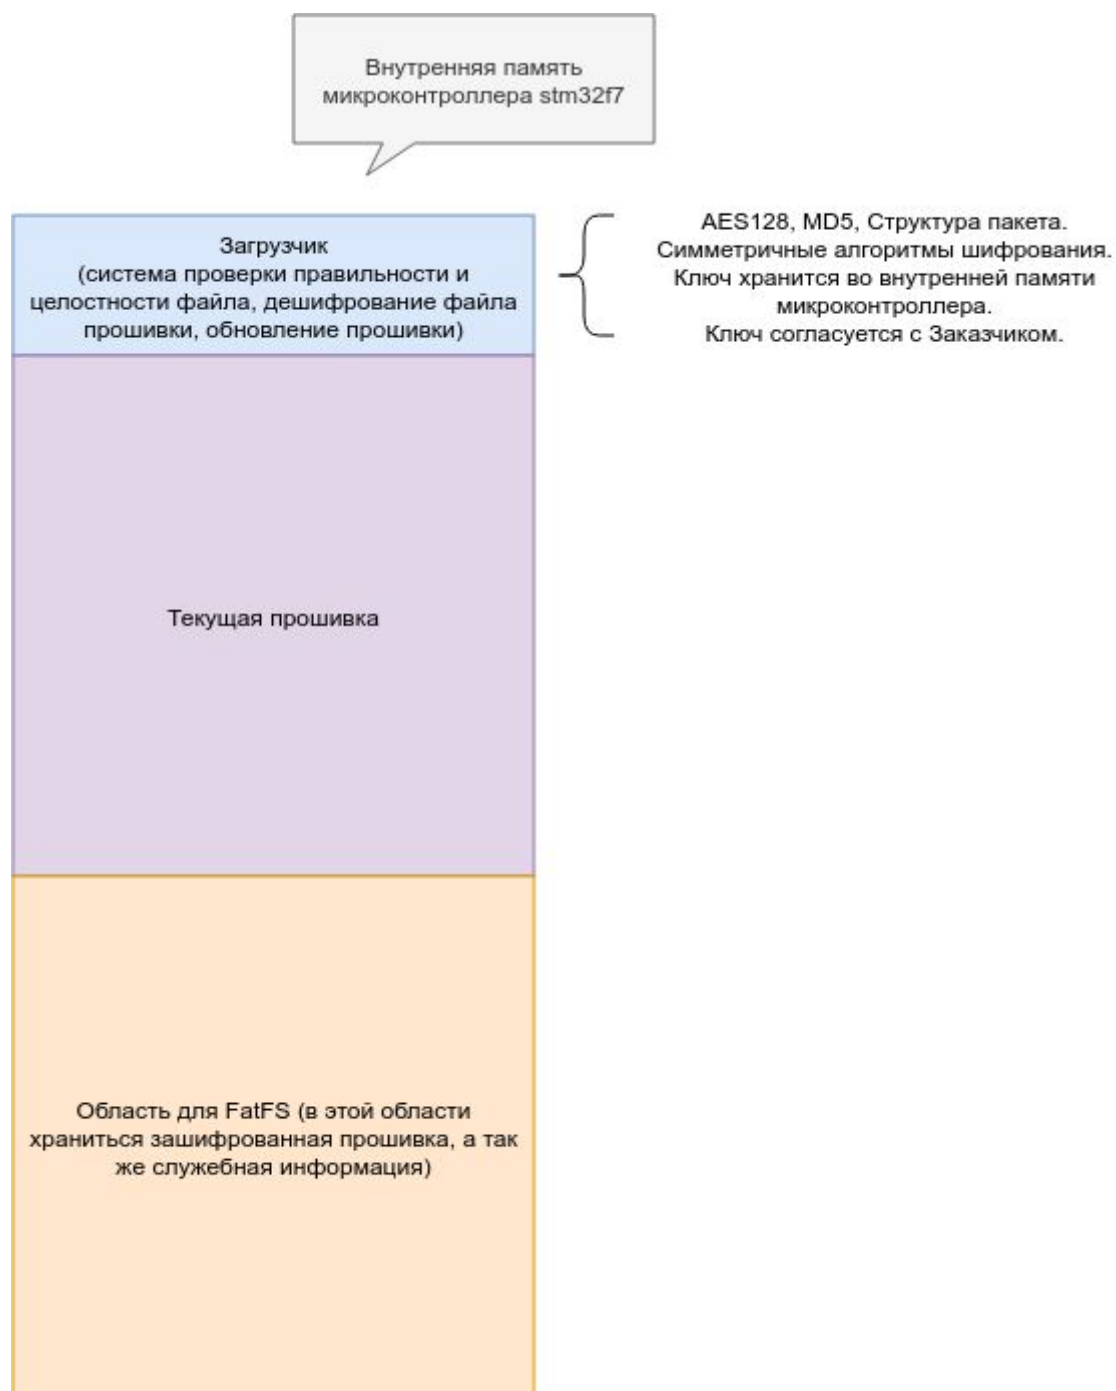 Внутренняя память
микроконтроллера stm32f7
AES128, MD5, Структура пакета.
Симметричные алгоритмы шифрования.
Ключ хранится во внутренней памяти
микроконтроллера.
Ключ согласуется с Заказчиком.
Загрузчик
(система проверки правильности и
целостности файла, дешифрование файла
прошивки, обновление прошивки)
Текущая прошивка
Область для FatFS (в этой области
храниться зашифрованная прошивка, а так
же служебная информация)